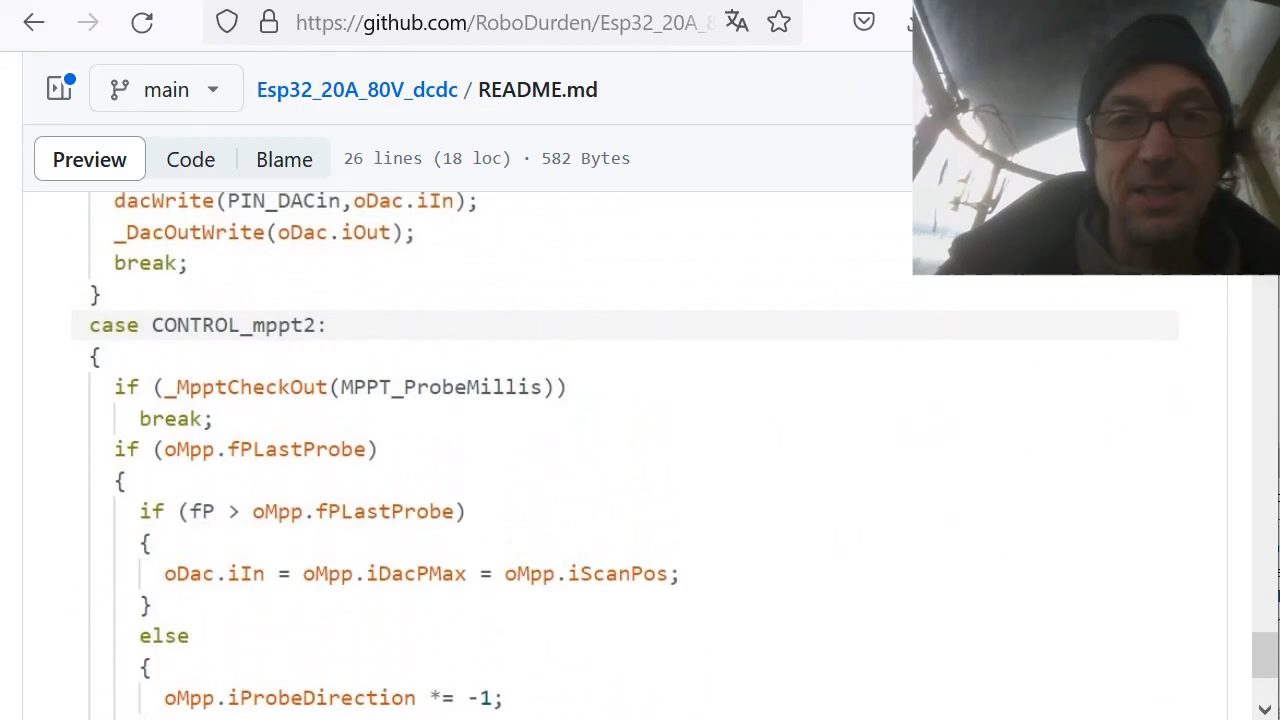 https://github.com/RoboDurden/Esp32_20A_8
main
Esp32_20A_80V_dcdc / README.md
Preview
Code
Blame
26 lines (18 loc) · 582 Bytes
dacWrite(PIN_DACin,oDac.iIn);
_DacOutWrite(oDac.iOut);
break;
}
case CONTROL_mppt2:
{
if (_MpptCheckOut(MPPT_ProbeMillis))
break;
if (oMpp.fPLastProbe)
{
if (fP > oMpp.fPLastProbe)
{
oDac.iIn = oMpp.iDacPMax = oMpp.iScanPos;
}
else
{
oMpp.iProbeDirection *= -1;